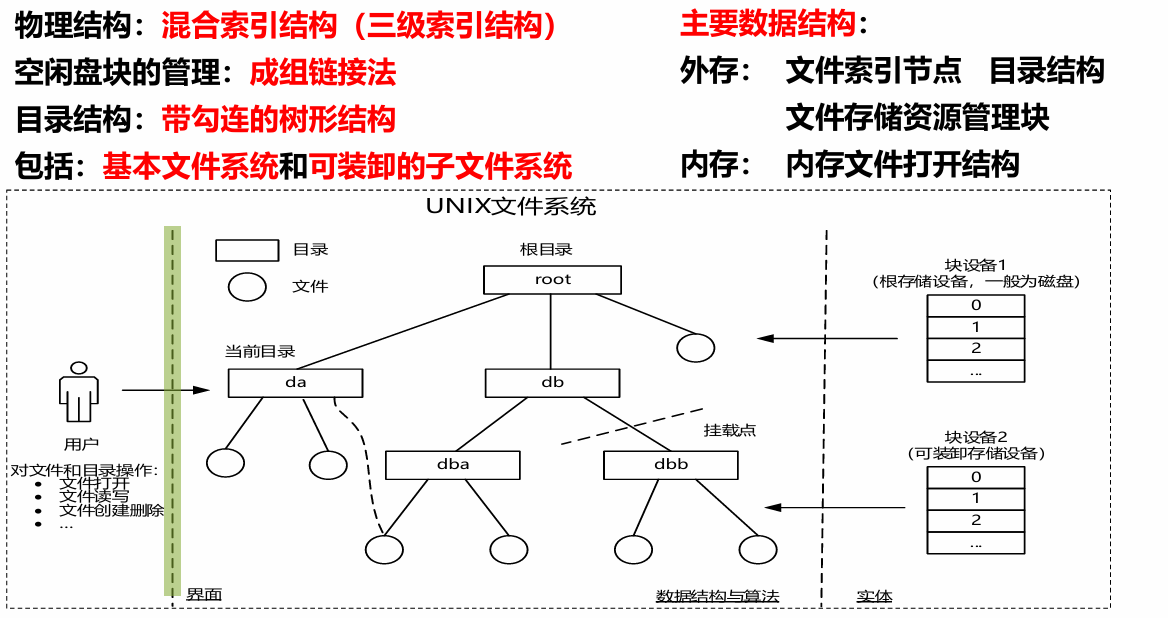 物理结构：混合索引结构（三级索引结构）
空闲盘块的管理：成组链接法
目录结构：带勾连的树形结构
包括：基本文件系统和可装卸的子文件系统
主要数据结构：
外存： 文件索引节点 目录结构
文件存储资源管理块
内存： 内存文件打开结构
UNIX文件系统
目录
文件
根目录
root
当前目录
da
db
挂载点
dba
dbb
用户
对文件和目录操作：
• 文件打开
• 文件读写
• 文件创建删除
• ...
块设备1
（根存储设备，一般为磁盘）
0
1
2
...
块设备2
（可装卸存储设备）
0
1
2
...
界面
数据结构与算法
实体